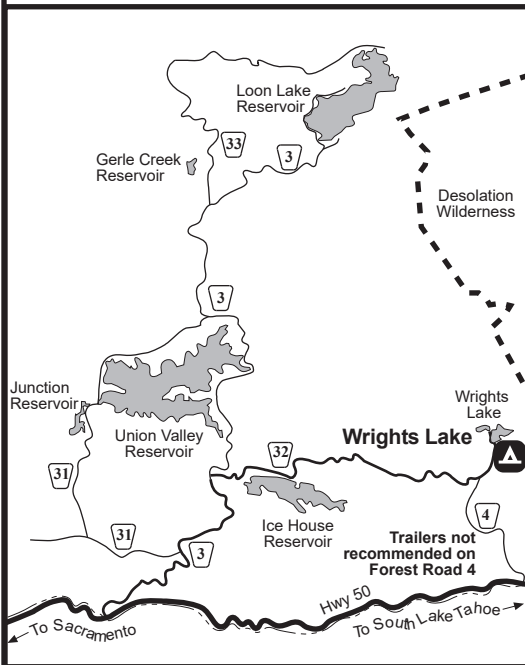 Loon Lake
Reservoir
33
3
Gerle Creek
Reservoir
Desolation
Wilderness
3
Junction
Reservoir
Union Valley
Reservoir
Wrights
Lake
Wrights Lake
32
31
Ice House
Reservoir
4
31
3
Trailers not
recommended on
Forest Road 4
Hwy 50
To Sacramento
To South Lake Tahoe